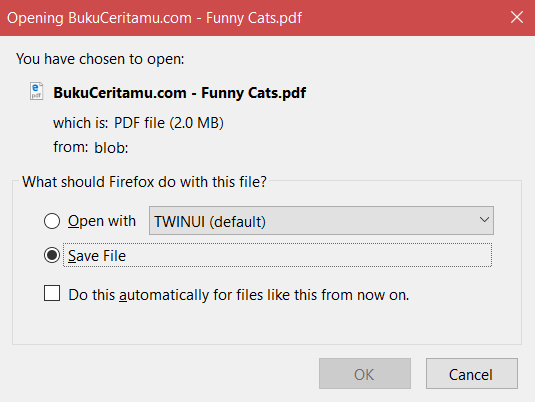 Opening BukuCeritamu.com - Funny Cats.pdf
You have chosen to open:
BukuCeritamu.com - Funny Cats.pdf
which is: PDF file (2.0 MB)
from: blob:
What should Firefox do with this file?
Open with TWINUI (default)
Save File
Do this automatically for files like this from now on.
OK Cancel